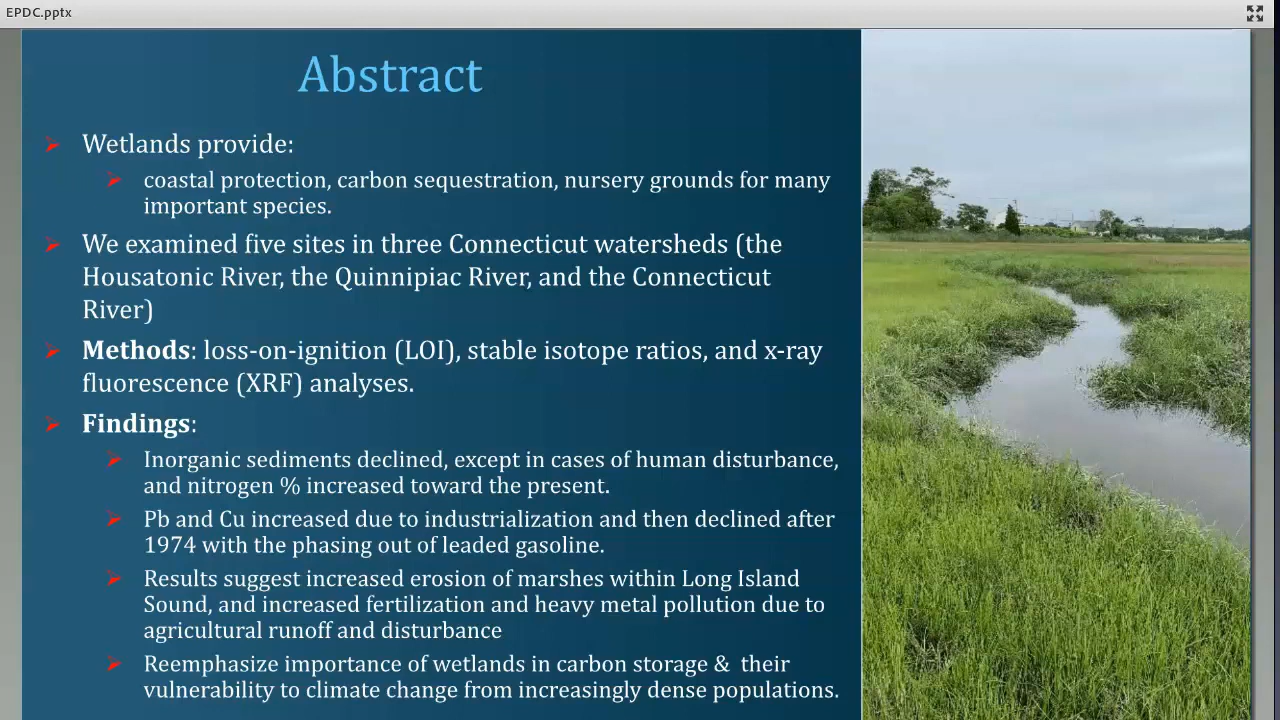 EPDC.pptx
Abstract
Wetlands provide:
coastal protection, carbon sequestration, nursery grounds for many
important species.
We examined five sites in three Connecticut watersheds (the
Housatonic River, the Quinnipiac River, and the Connecticut
River)
Methods: loss-on-ignition (LOI), stable isotope ratios, and x-ray
fluorescence (XRF) analyses.
Findings:
Inorganic sediments declined, except in cases of human disturbance,
and nitrogen % increased toward the present.
Pb and Cu increased due to industrialization and then declined after
1974 with the phasing out of leaded gasoline.
Results suggest increased erosion of marshes within Long Island
Sound, and increased fertilization and heavy metal pollution due to
agricultural runoff and disturbance
Reemphasize importance of wetlands in carbon storage &  their
vulnerability to climate change from increasingly dense populations.